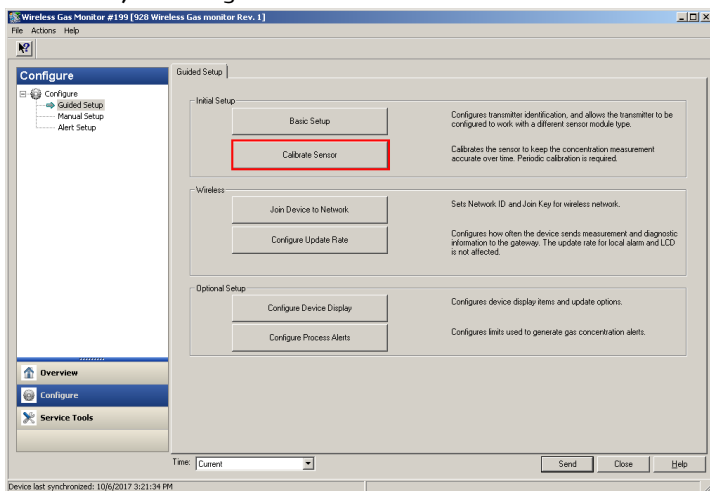 Wireless Gas Monitor #199 [928 Wireless Gas monitor Rev. 1]
File Actions Help
Configure
Configure
Guided Setup
Manual Setup
Alert Setup
Overview
Configure
Service Tools
Guided Setup
Initial Setup
Basic Setup
Configures transmitter identification, and allows the transmitter to be
configured to work with a different sensor module type.
Calibrate Sensor
Calibrates the sensor to keep the concentration measurement
accurate over time. Periodic calibration is required.
Wireless
Join Device to Network
Sets Network ID and Join Key for wireless network.
Configure Update Rate
Configures how often the device sends measurement and diagnostic
information to the gateway. The update rate for local alarm and LCD
is not affected.
Optional Setup
Configure Device Display
Configures device display items and update options.
Configure Process Alerts
Configures limits used to generate gas concentration alerts.
Time: Current
Send Close Help
Device last synchronized: 10/6/2017 3:21:34 PM